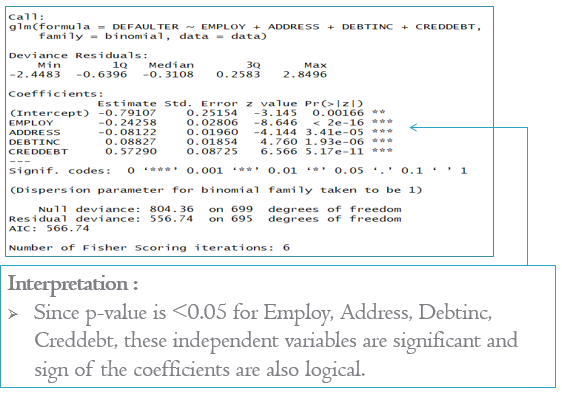 Call:
glm(formula = DEFAULTER ~ EMPLOY + ADDRESS + DEBTINC + CREDDEBT,
    family = binomial, data = data)
Deviance Residuals:
    Min      1Q  Median      3Q     Max
-2.4483 -0.6396 -0.3108  0.2583  2.8496
Coefficients:
            Estimate Std. Error z value Pr(>|z|)
(Intercept) -0.79107    0.25154  -3.145  0.00166 **
EMPLOY      -0.24258    0.02806  -8.646  < 2e-16 ***
ADDRESS     -0.08122    0.01960  -4.144 3.41e-05 ***
DEBTINC      0.08827    0.01854   4.760 1.93e-06 ***
CREDDEBT     0.57290    0.08725   6.566 5.17e-11 ***
---
Signif. codes:  0 ‘***’ 0.001 ‘**’ 0.01 ‘*’ 0.05 ‘.’ 0.1 ‘ ’ 1
(Dispersion parameter for binomial family taken to be 1)
    Null deviance: 804.36  on 699  degrees of freedom
Residual deviance: 556.74  on 695  degrees of freedom
AIC: 566.74
Number of Fisher Scoring iterations: 6
Interpretation :
➢ Since p-value is <0.05 for Employ, Address, Debtinc,
Creddebt, these independent variables are significant and
sign of the coefficients are also logical.